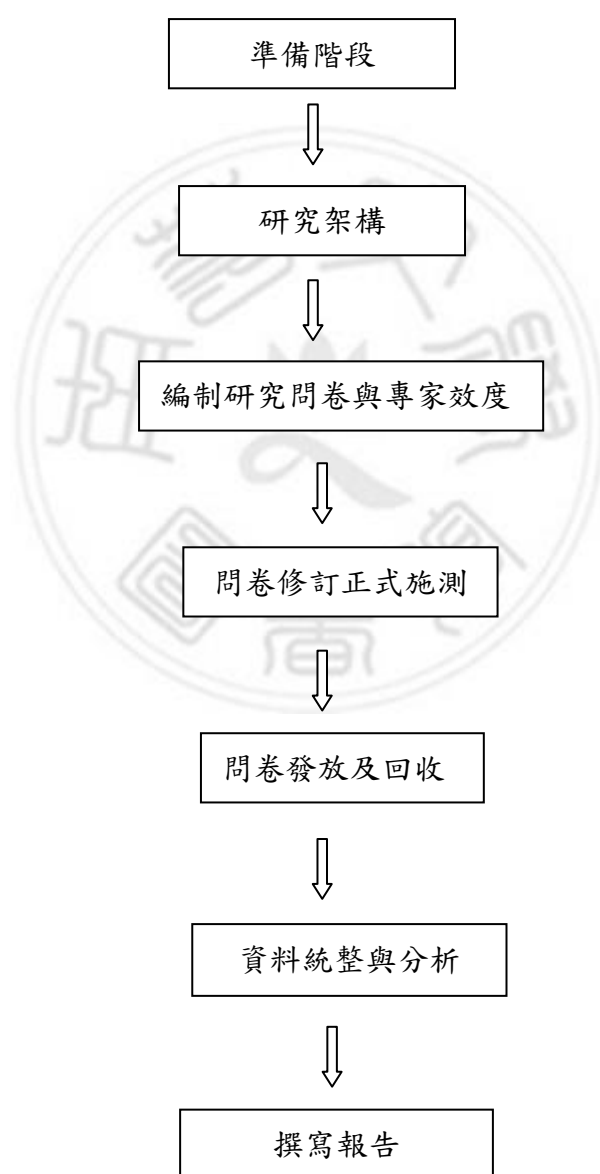 準備階段
研究架構
編制研究問卷與專家效度
問卷修訂正式施測
問卷發放及回收
資料統整與分析
撰寫報告